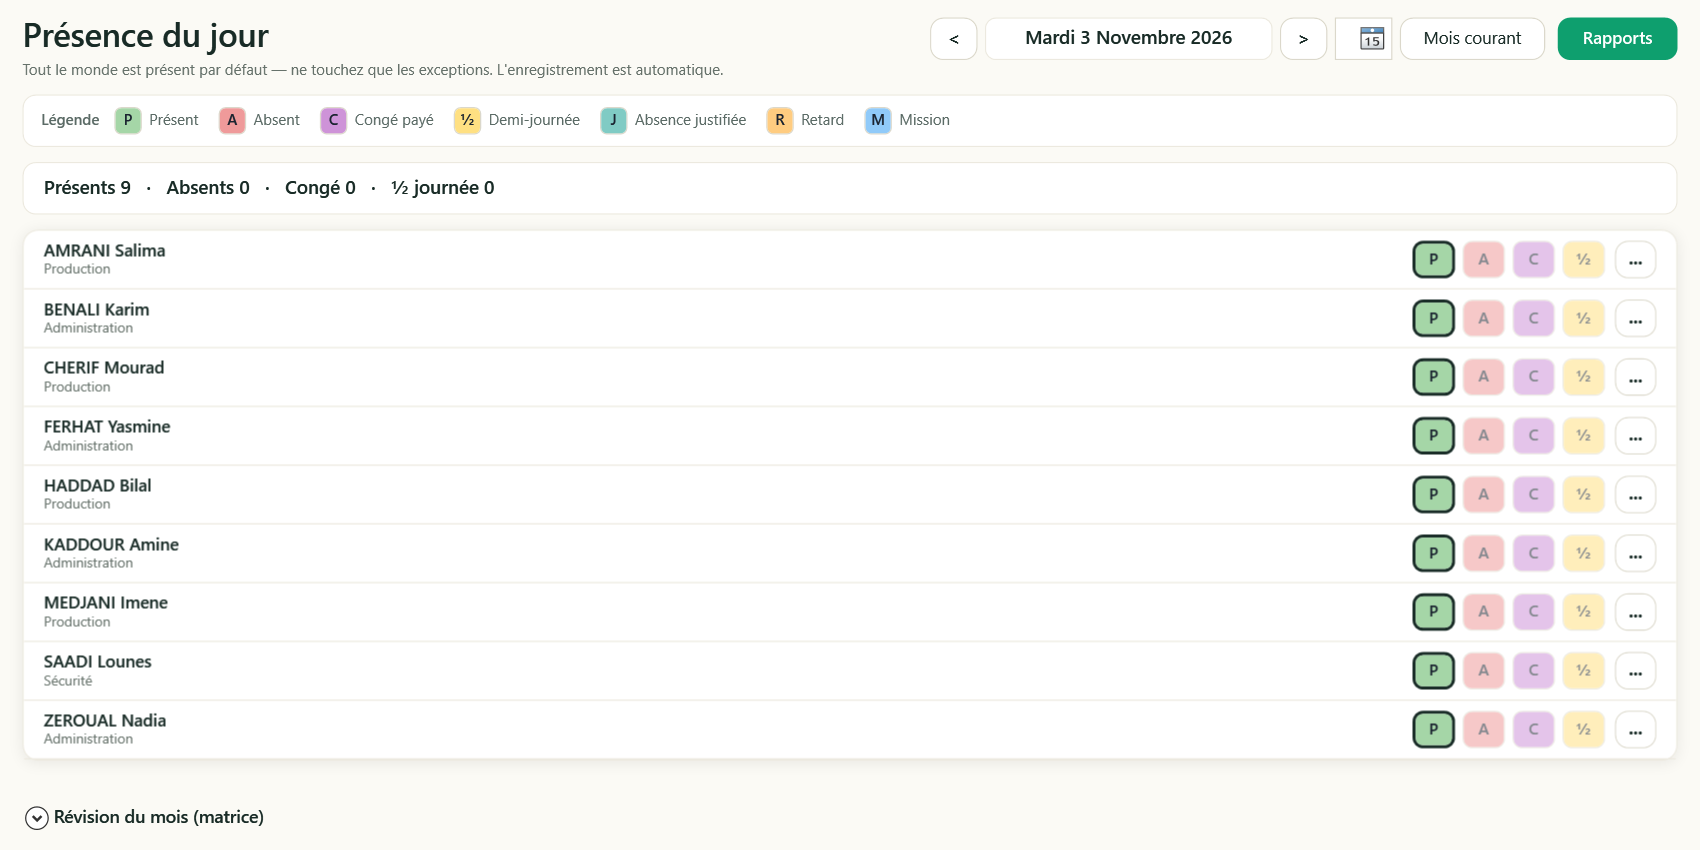 Présence du jour
Tout le monde est présent par défaut — ne touchez que les exceptions. L'enregistrement est automatique.
< Mardi 3 Novembre 2026 > 15 Mois courant Rapports
Légende P Présent A Absent C Congé payé ½ Demi-journée J Absence justifiée R Retard M Mission
Présents 9 · Absents 0 · Congé 0 · ½ journée 0
AMRANI Salima
Production
P A C ½ ...
BENALI Karim
Administration
P A C ½ ...
CHERIF Mourad
Production
P A C ½ ...
FERHAT Yasmine
Administration
P A C ½ ...
HADDAD Bilal
Production
P A C ½ ...
KADDOUR Amine
Administration
P A C ½ ...
MEDJANI Imene
Production
P A C ½ ...
SAADI Lounes
Sécurité
P A C ½ ...
ZEROUAL Nadia
Administration
P A C ½ ...
Révision du mois (matrice)